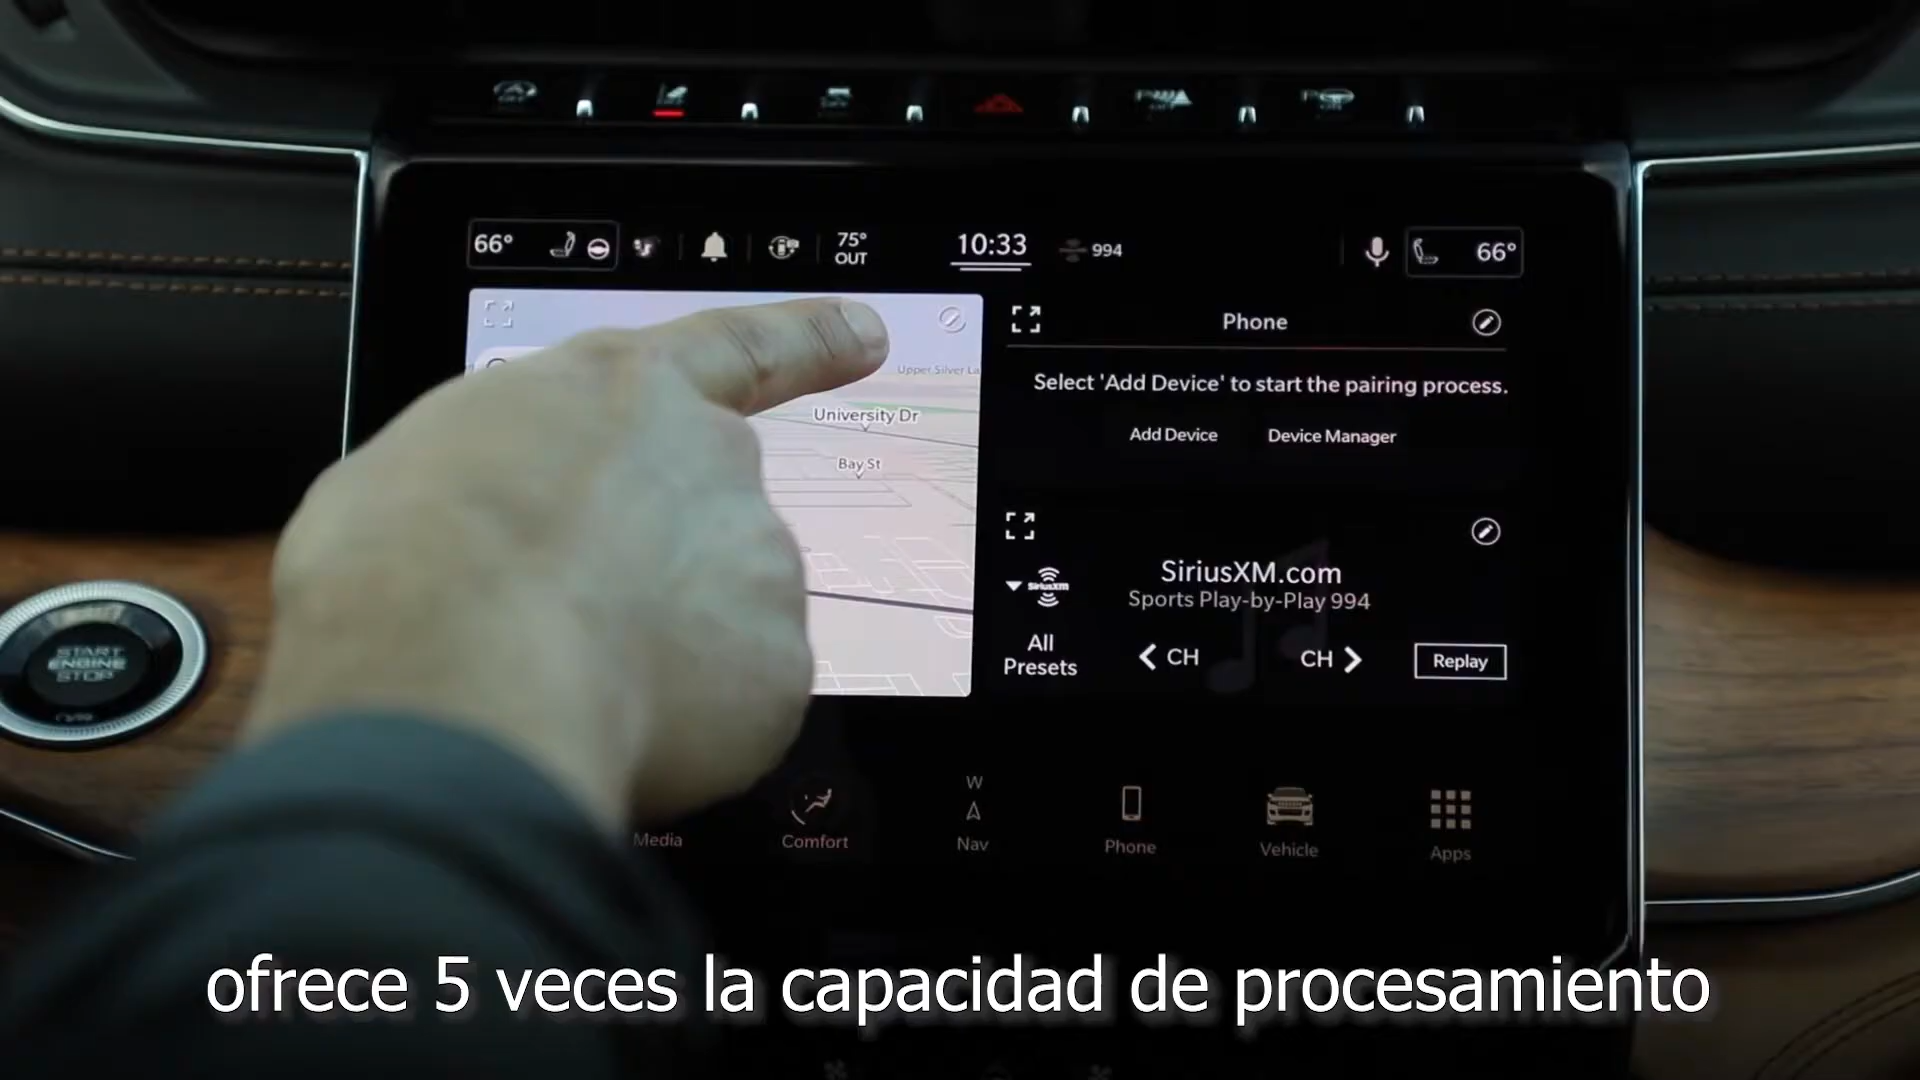 66°
75°
OUT
10:33
994
66°
Phone
Select 'Add Device' to start the pairing process.
Add Device
Device Manager
Upper Silver La
University Dr
Bay St
SiriusXM
SiriusXM.com
Sports Play-by-Play 994
All
Presets
CH
CH
Replay
START
ENGINE
STOP
Media
Comfort
W
Nav
Phone
Vehicle
Apps
ofrece 5 veces la capacidad de procesamiento